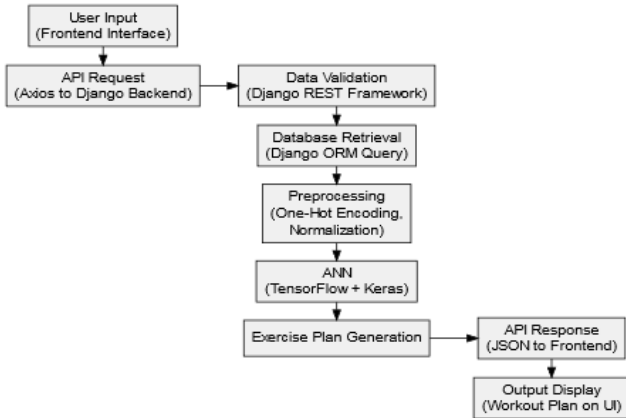 User Input
(Frontend Interface)
API Request
(Axios to Django Backend)
Data Validation
(Django REST Framework)
Database Retrieval
(Django ORM Query)
Preprocessing
(One-Hot Encoding,
Normalization)
ANN
(TensorFlow + Keras)
Exercise Plan Generation
API Response
(JSON to Frontend)
Output Display
(Workout Plan on UI)